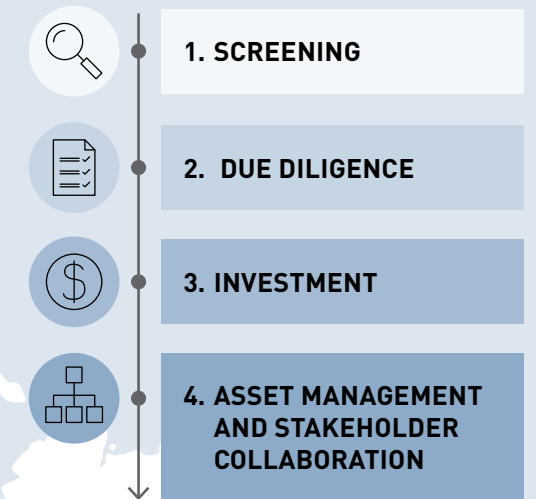 1. SCREENING
2. DUE DILIGENCE
3. INVESTMENT
4. ASSET MANAGEMENT
AND STAKEHOLDER
COLLABORATION